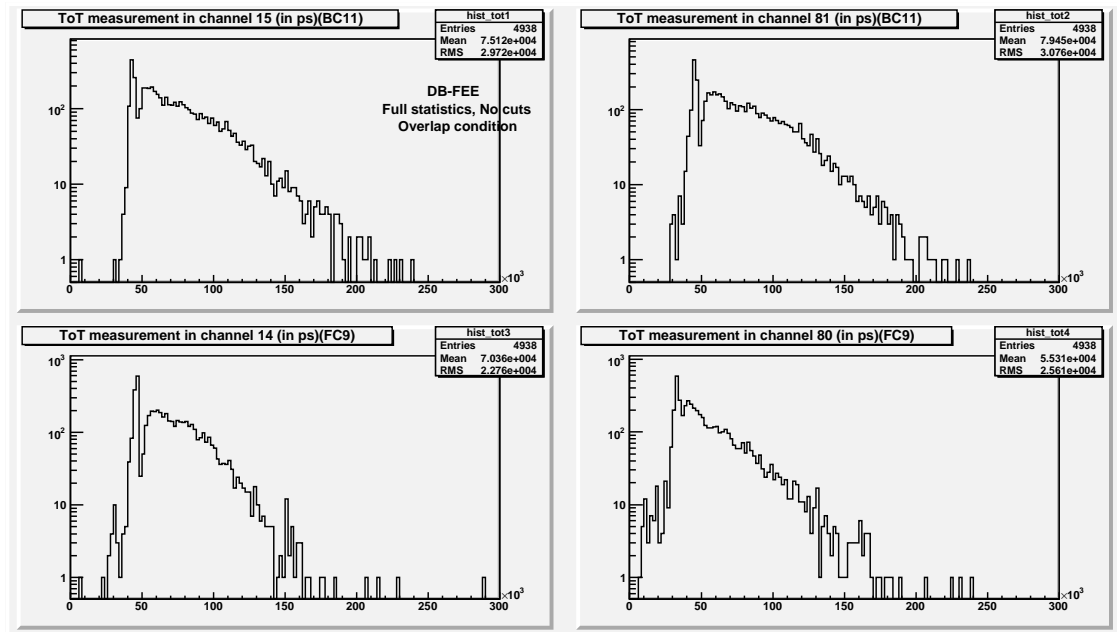 ToT measurement in channel 15 (in ps)(BC11)
hist_tot1
Entries 4938
Mean 7.512e+004
RMS 2.972e+004
DB-FEE
Full statistics, No cuts
Overlap condition
10²
10
1
0 50 100 150 200 250 300
×10³
ToT measurement in channel 81 (in ps)(BC11)
hist_tot2
Entries 4938
Mean 7.945e+004
RMS 3.076e+004
10²
10
1
0 50 100 150 200 250 300
×10³
ToT measurement in channel 14 (in ps)(FC9)
hist_tot3
Entries 4938
Mean 7.036e+004
RMS 2.276e+004
10³
10²
10
1
0 50 100 150 200 250 300
×10³
ToT measurement in channel 80 (in ps)(FC9)
hist_tot4
Entries 4938
Mean 5.531e+004
RMS 2.561e+004
10³
10²
10
1
0 50 100 150 200 250 300
×10³